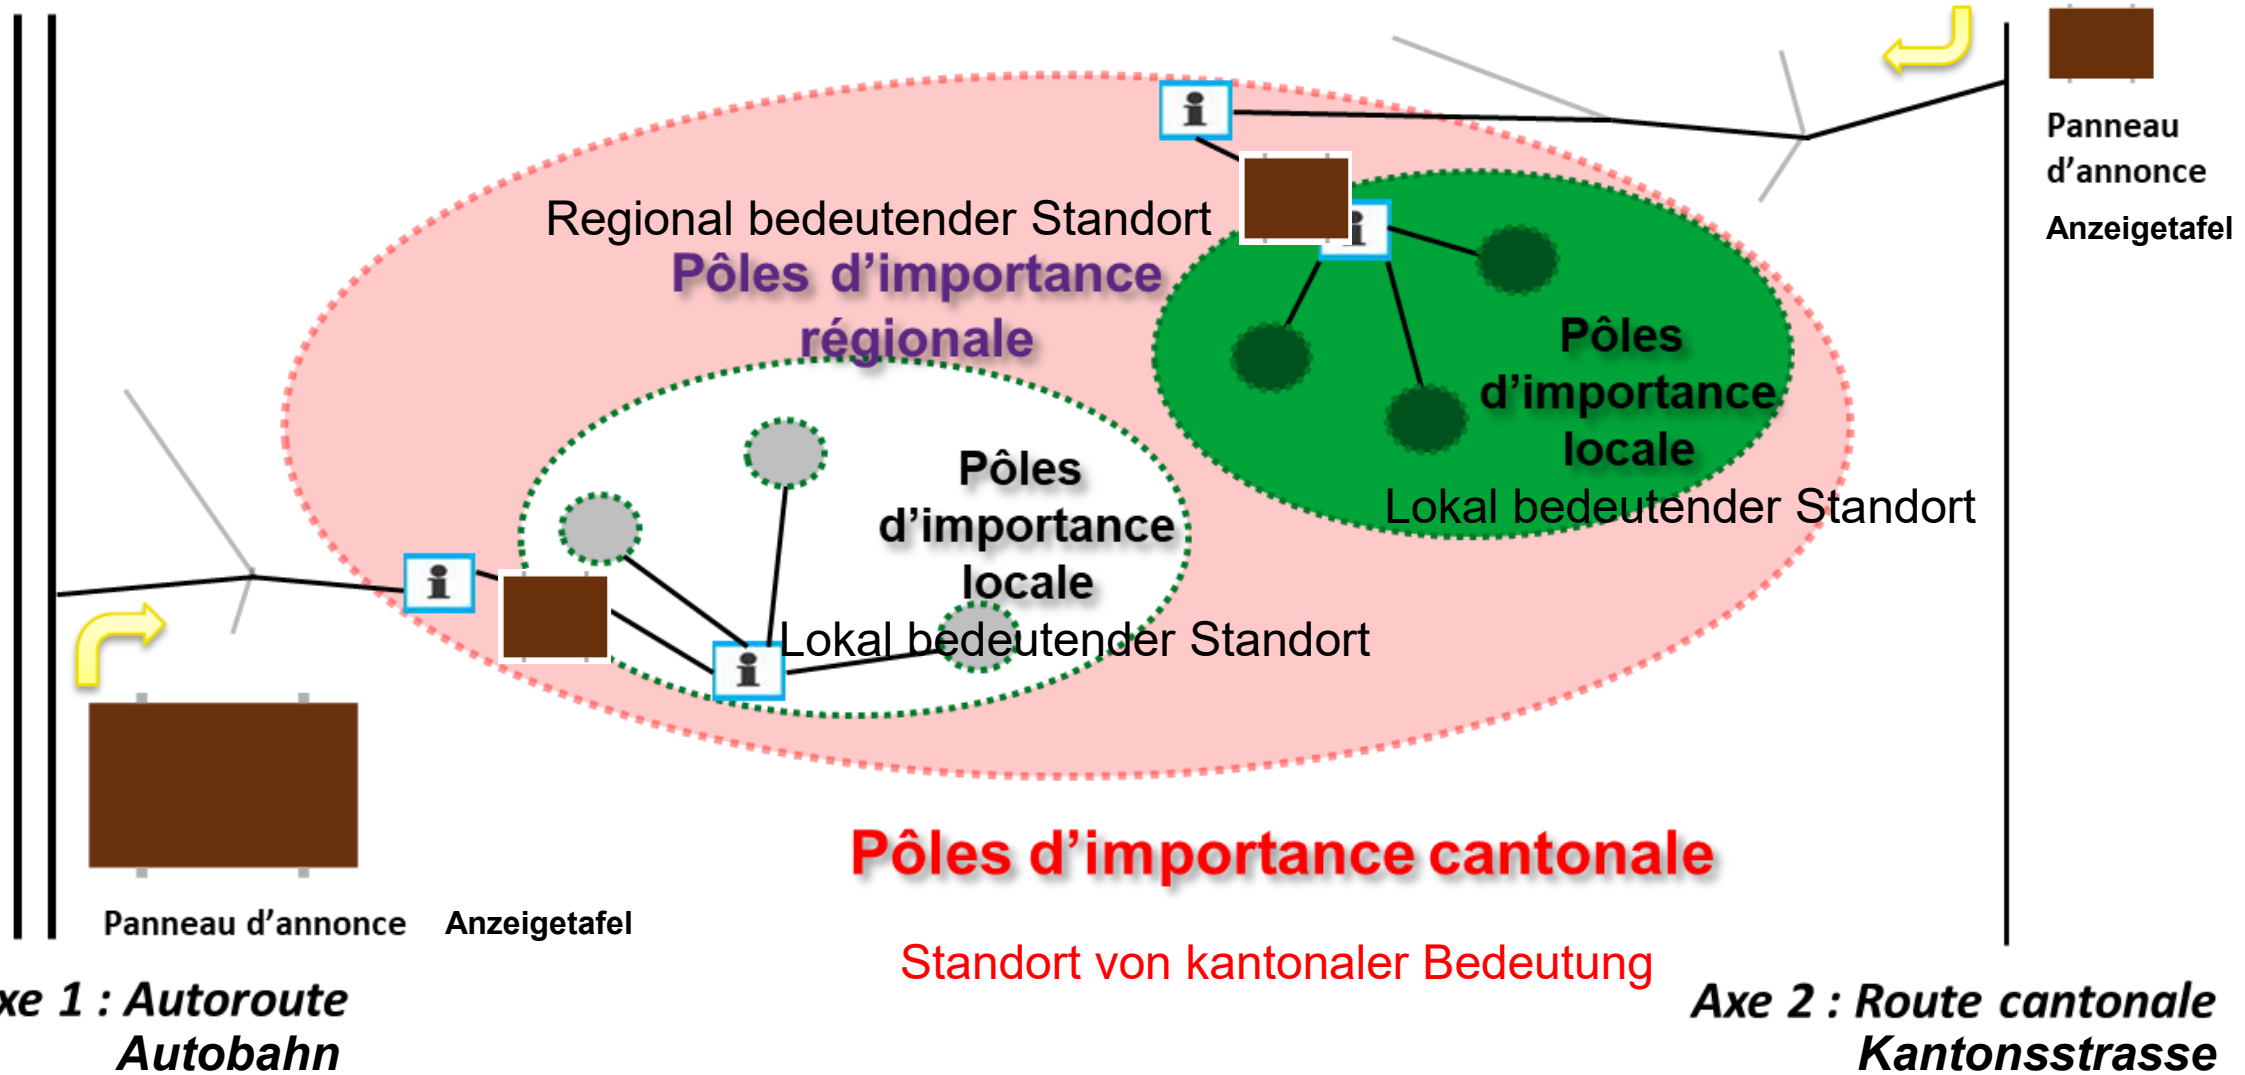 Panneau
d’annonce
Anzeigetafel
Regional bedeutender Standort
Pôles d’importance
régionale
Pôles
d’importance
locale
Lokal bedeutender Standort
Pôles
d’importance
locale
Lokal bedeutender Standort
i
i
i
i
Pôles d’importance cantonale
Standort von kantonaler Bedeutung
Panneau d’annonce Anzeigetafel
xe 1 : Autoroute
Autobahn
Axe 2 : Route cantonale
Kantonsstrasse